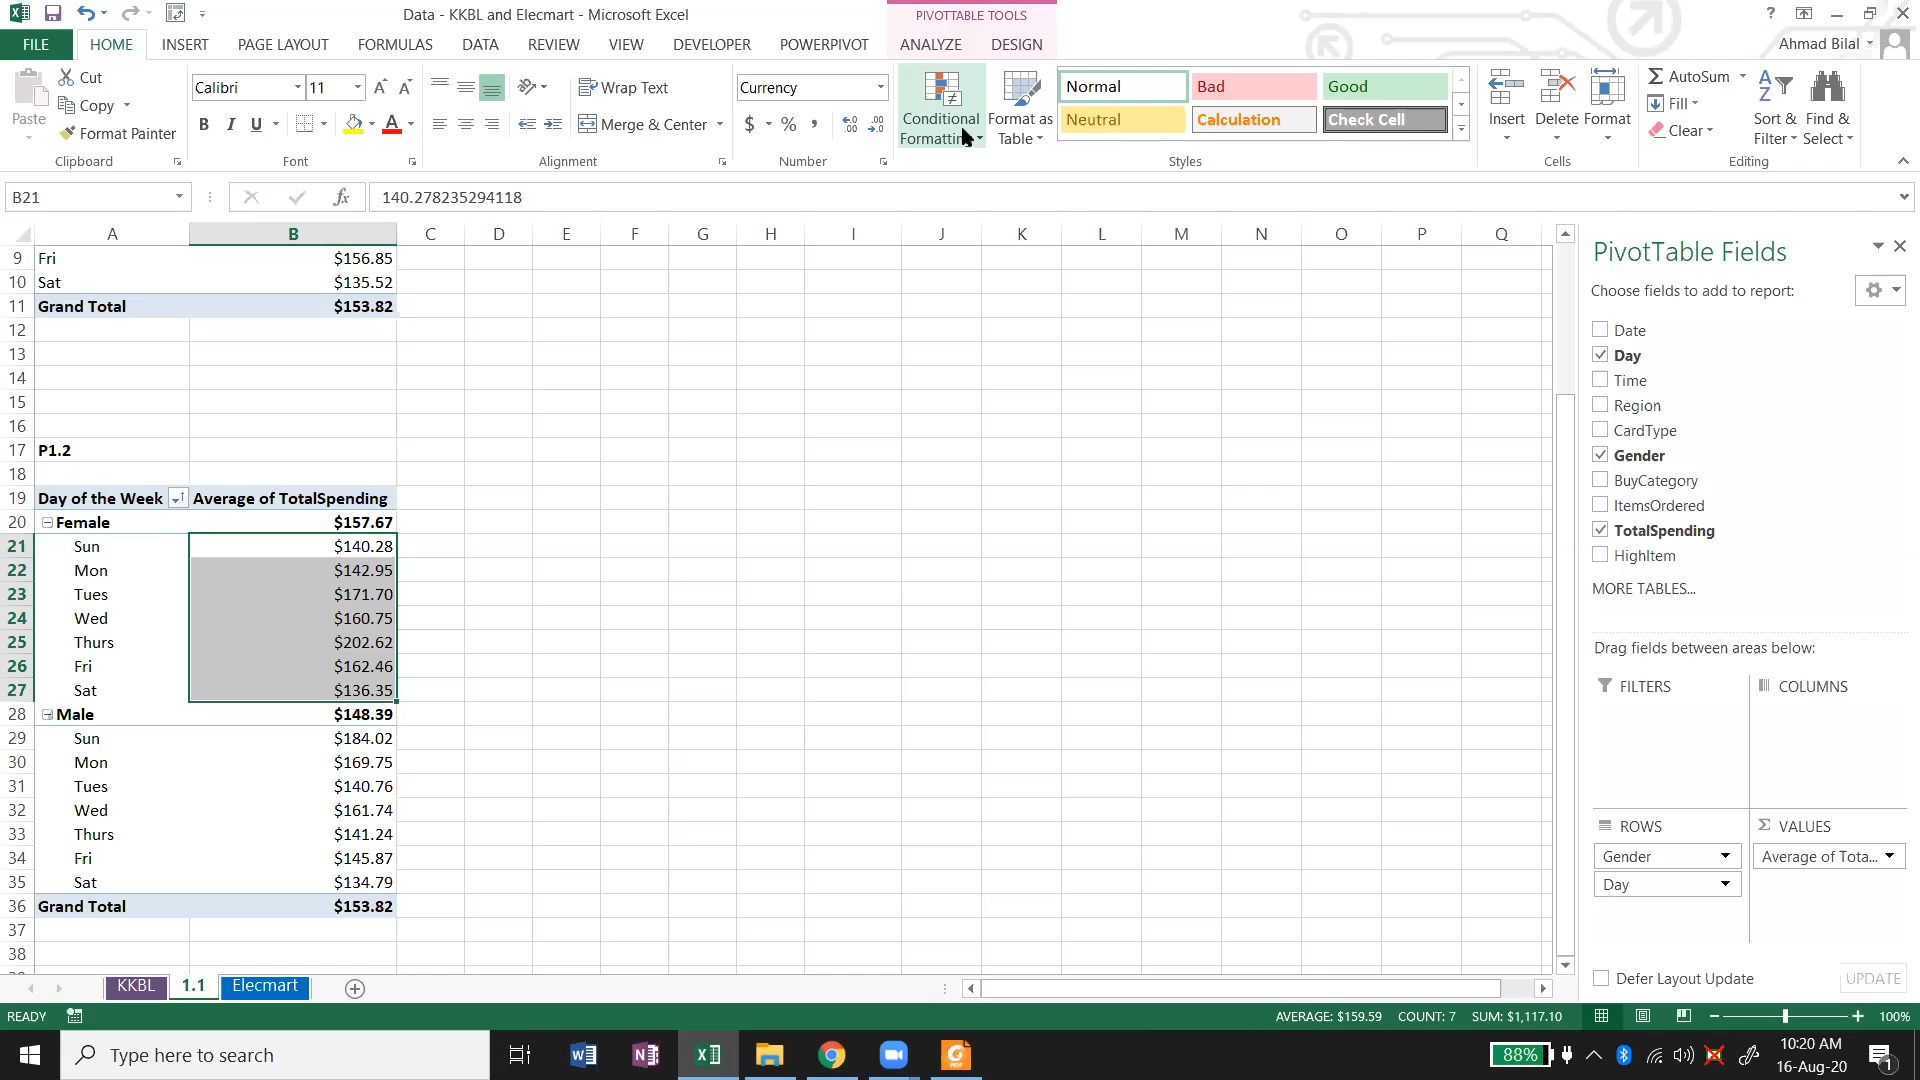 Data - KKBL and Elecmart - Microsoft Excel
PIVOTTABLE TOOLS
?
FILE HOME INSERT PAGE LAYOUT FORMULAS DATA REVIEW VIEW DEVELOPER POWERPIVOT ANALYZE DESIGN Ahmad Bilal
Paste
Cut
Copy
Format Painter
Clipboard
Calibri 11
B I U
Font
Wrap Text
Merge & Center
Alignment
Currency
$ % ,
Number
Conditional
Format as
Table
Normal Bad Good
Neutral Calculation Check Cell
Styles
Insert Delete Format
Cells
AutoSum
Fill
Clear
Sort &
Filter
Find &
Select
Editing
B21 fx 140.278235294118
A B C D E F G H I J K L M N O P Q
9 Fri $156.85
10 Sat $135.52
11 Grand Total $153.82
12
13
14
15
16
17 P1.2
18
19 Day of the Week Average of TotalSpending
20 Female $157.67
21 Sun $140.28
22 Mon $142.95
23 Tues $171.70
24 Wed $160.75
25 Thurs $202.62
26 Fri $162.46
27 Sat $136.35
28 Male $148.39
29 Sun $184.02
30 Mon $169.75
31 Tues $140.76
32 Wed $161.74
33 Thurs $141.24
34 Fri $145.87
35 Sat $134.79
36 Grand Total $153.82
37
38
PivotTable Fields
Choose fields to add to report:
Date
Day
Time
Region
CardType
Gender
BuyCategory
ItemsOrdered
TotalSpending
HighItem
MORE TABLES...
Drag fields between areas below:
FILTERS COLUMNS
ROWS VALUES
Gender Average of Tota...
Day
Defer Layout Update UPDATE
KKBL 1.1 Elecmart
READY AVERAGE: $159.59 COUNT: 7 SUM: $1,117.10 100%
Type here to search
88%
10:20 AM
16-Aug-20
1